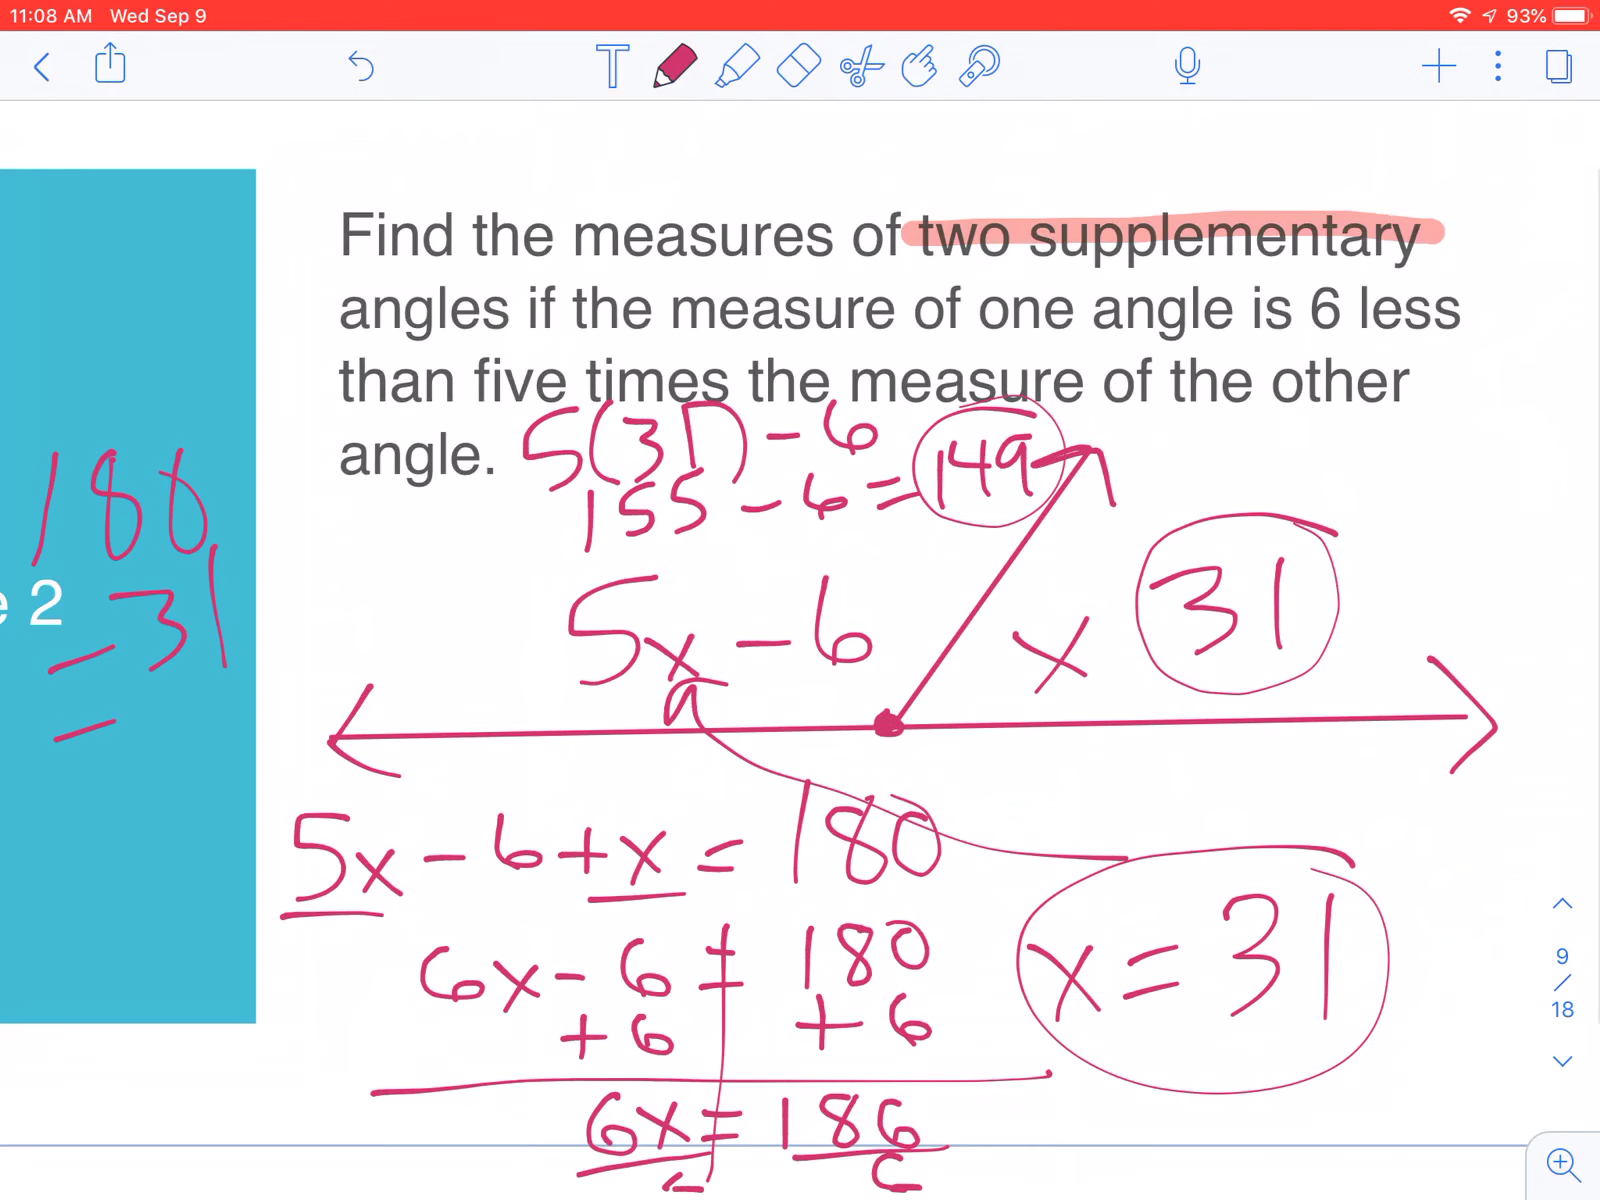 11:08 AM Wed Sep 9
93%
T
Find the measures of two supplementary
angles if the measure of one angle is 6 less
than five times the measure of the other
angle.
5(31) - 6
155 - 6 = 149
180
- 31
=
e 2
5x - 6
x
31
a
5x - 6 + x = 180
6x - 6 = 180
+ 6 + 6
6x = 186
x = 31
9
/
18